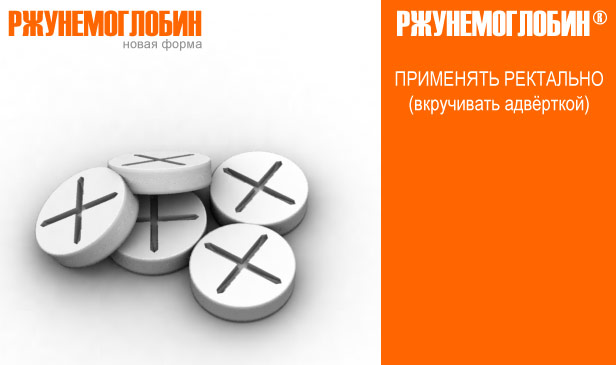 РЖУНЕМОГЛОБИН
новая форма
РЖУНЕМОГЛОБИН®
ПРИМЕНЯТЬ РЕКТАЛЬНО
(вкручивать адвёрткой)